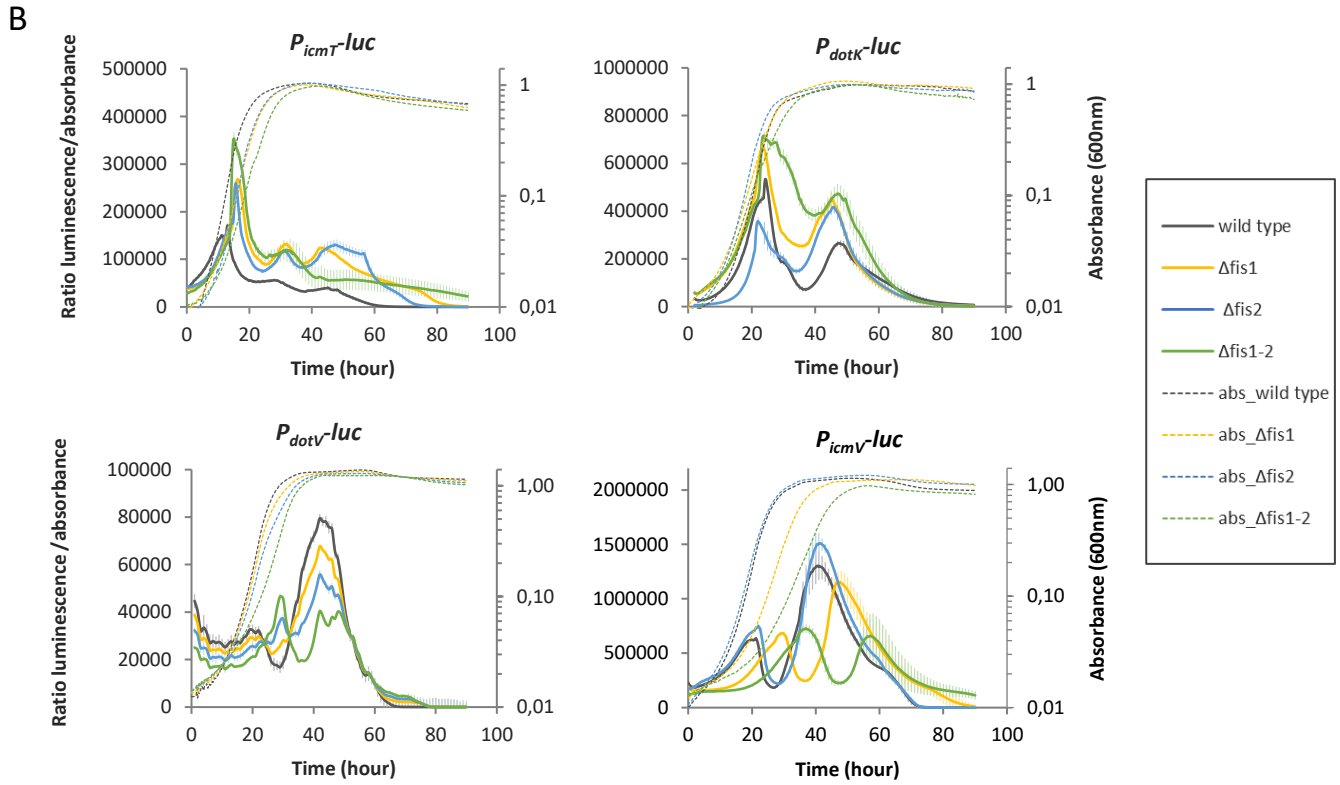 B
PicmT-luc
500000
400000
300000
200000
100000
0
1
0,1
0,01
0 20 40 60 80 100
Time (hour)
Ratio luminescence/absorbance
PdotK-luc
1000000
800000
600000
400000
200000
0
1
0,1
0,01
0 20 40 60 80 100
Time (hour)
Absorbance (600nm)
PdotV-luc
100000
80000
60000
40000
20000
0
1,00
0,10
0,01
0 20 40 60 80 100
Time (hour)
Ratio luminescence /absorbance
PicmV-luc
2000000
1500000
1000000
500000
0
1,00
0,10
0,01
0 20 40 60 80 100
Time (hour)
Absorbance (600nm)
wild type
Δfis1
Δfis2
Δfis1-2
abs_wild type
abs_Δfis1
abs_Δfis2
abs_Δfis1-2